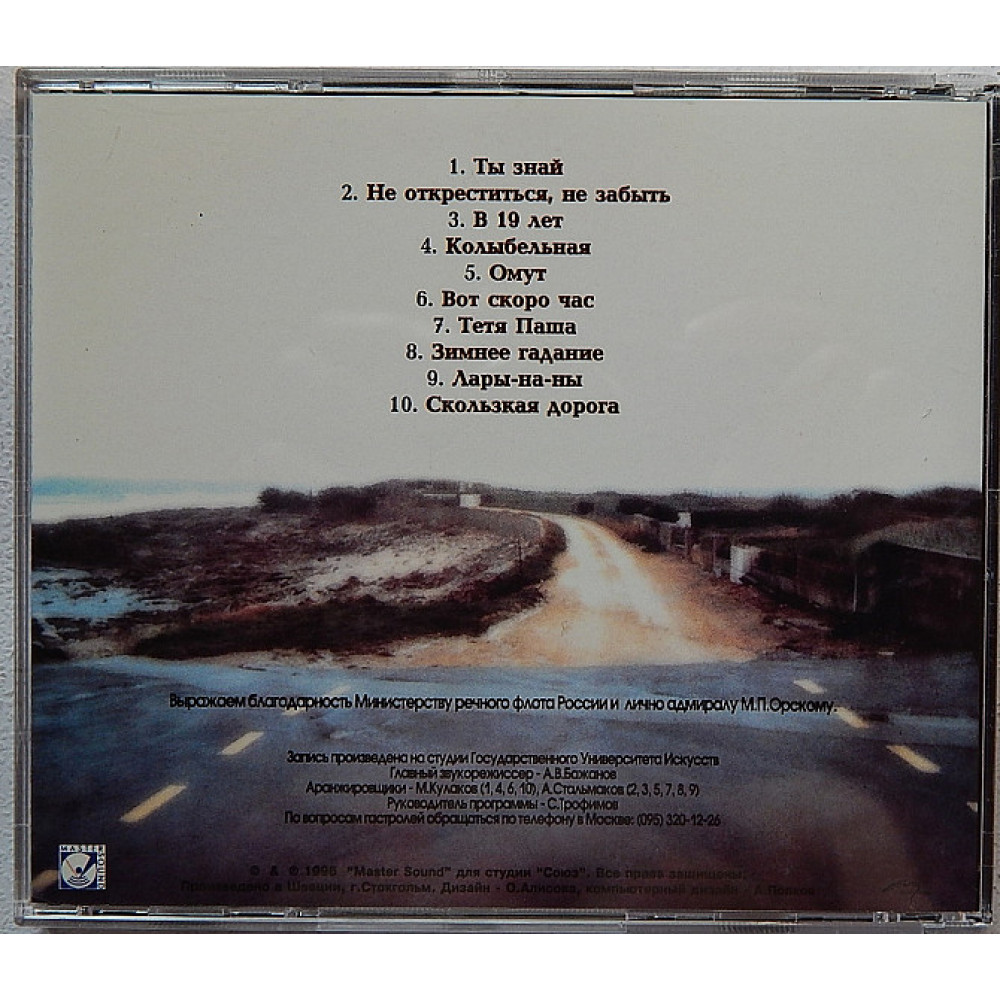 1. Ты знай
2. Не откреститься, не забыть
3. В 19 лет
4. Колыбельная
5. Омут
6. Вот скоро час
7. Тетя Паша
8. Зимнее гадание
9. Лары-на-ны
10. Скользкая дорога
Выражаем благодарность Министерству речного флота России и лично адмиралу М.П.Орскому.
Запись произведена на студии Государственного Университета Искусств
Главный звукорежиссер - А.В.Бажанов
Аранжировщики - М.Кулаков (1, 4, 6, 10), А.Стальмаков (2, 3, 5, 7, 8, 9)
Руководитель программы - С.Трофимов
По вопросам гастролей обращаться по телефону в Москве: (095) 320-12-26
MASTER
SOUND
© & ℗ "Master Sound" для студии "Союз". Все права защищены.
Произведено в Швеции, г.Стокгольм. Дизайн - О.Алисова, компьютерный дизайн -